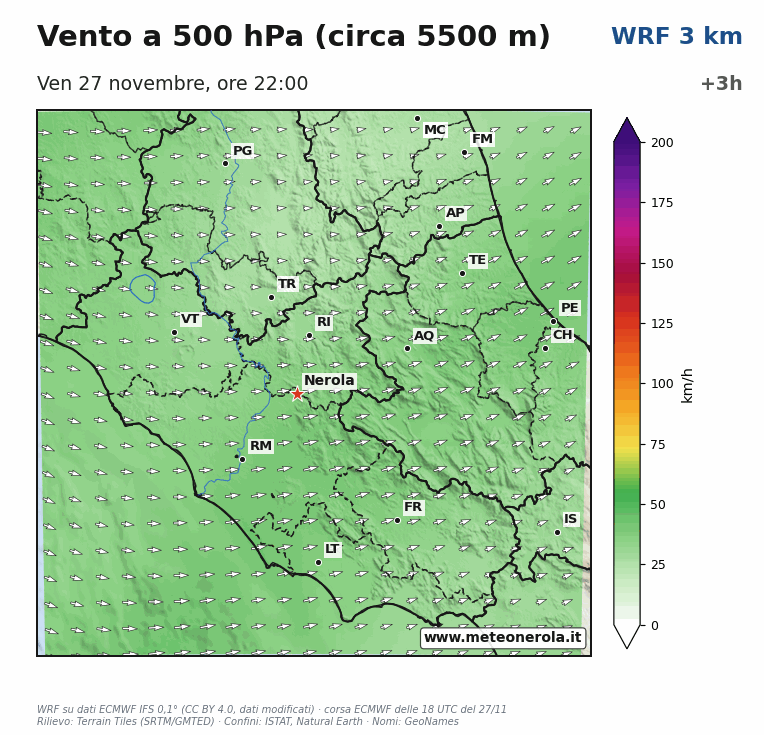 Vento a 500 hPa (circa 5500 m)
WRF 3 km
Ven 27 novembre, ore 22:00
+3h
MC
FM
PG
AP
TE
TR
PE
VT
RI
AQ
CH
Nerola
RM
FR
IS
LT
www.meteonerola.it
200
175
150
125
100
75
50
25
0
km/h
WRF su dati ECMWF IFS 0,1° (CC BY 4.0, dati modificati) · corsa ECMWF delle 18 UTC del 27/11
Rilievo: Terrain Tiles (SRTM/GMTED) · Confini: ISTAT, Natural Earth · Nomi: GeoNames